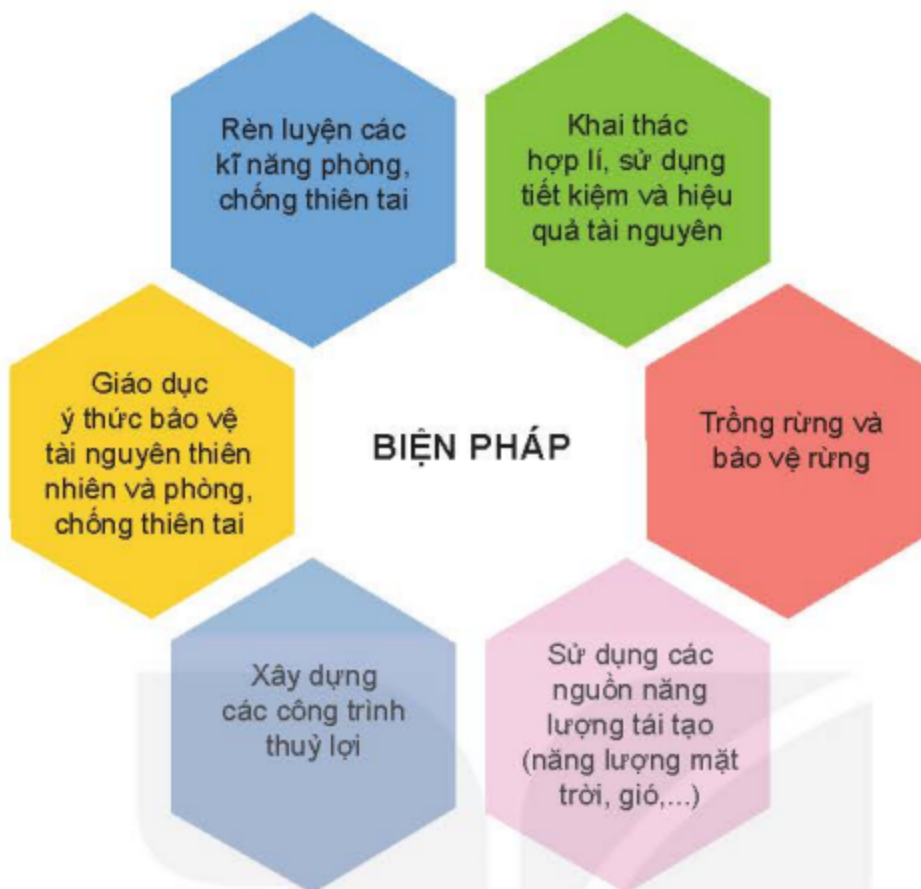 Rèn luyện các
kĩ năng phòng,
chống thiên tai
Khai thác
hợp lí, sử dụng
tiết kiệm và hiệu
quả tài nguyên
Giáo dục
ý thức bảo vệ
tài nguyên thiên
nhiên và phòng,
chống thiên tai
BIỆN PHÁP
Trồng rừng và
bảo vệ rừng
Xây dựng
các công trình
thuỷ lợi
Sử dụng các
nguồn năng
lượng tái tạo
(năng lượng mặt
trời, gió,...)